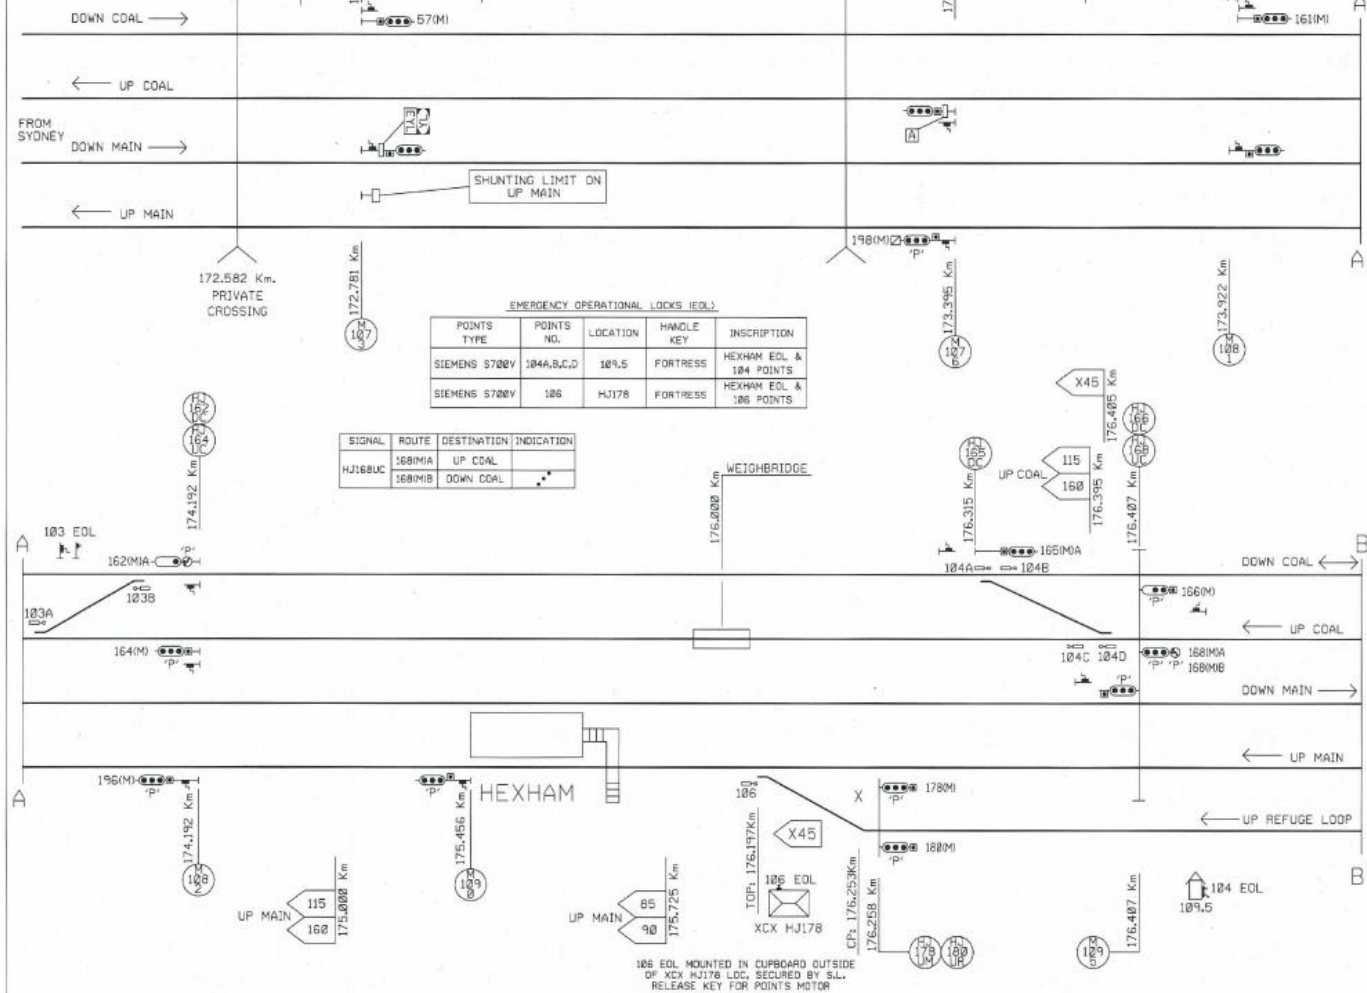 DOWN COAL
57(M)
161(M)
A
UP COAL
FROM
SYDNEY
DOWN MAIN
A
SHUNTING LIMIT ON
UP MAIN
UP MAIN
198(M)
'P'
A
172.582 Km.
PRIVATE
CROSSING
172.781 Km
M
107
3
173.395 Km
M
107
6
173.922 Km
M
108
1
EMERGENCY OPERATIONAL LOCKS (EOL)
POINTS TYPE POINTS NO. LOCATION HANDLE KEY INSCRIPTION
SIEMENS S700V 104A,B,C,D 109.5 FORTRESS HEXHAM EOL & 104 POINTS
SIEMENS S700V 106 HJ178 FORTRESS HEXHAM EOL & 106 POINTS
SIGNAL ROUTE DESTINATION INDICATION
HJ168UC 168(M)A UP COAL
168(M)B DOWN COAL
HJ
162
DC
HJ
164
UC
174.192 Km
WEIGHBRIDGE
176.000 Km
X45
176.405 Km
HJ
165
DC
176.315 Km
UP COAL
115
160
176.395 Km
HJ
166
DC
HJ
168
UC
176.407 Km
103 EOL
A
162(M)A
'P'
165(M)A
B
DOWN COAL
104A
104B
103B
103A
166(M)
'P'
UP COAL
164(M)
'P'
104C
104D
168(M)A
'P' 'P'
168(M)B
'P'
DOWN MAIN
UP MAIN
196(M)
'P'
A
'P'
HEXHAM
106
X
178(M)
'P'
UP REFUGE LOOP
180(M)
'P'
B
174.192 Km
M
108
2
175.456 Km
M
109
0
UP MAIN
115
160
175.000 Km
UP MAIN
85
90
175.725 Km
TOP: 176.197Km
X45
106 EOL
XCX HJ178
CP: 176.253Km
176.258 Km
HJ
178
UM
HJ
180
UR
176.407 Km
M
109
5
104 EOL
109.5
106 EOL MOUNTED IN CUPBOARD OUTSIDE
OF XCX HJ178 LOC, SECURED BY S.L.
RELEASE KEY FOR POINTS MOTOR